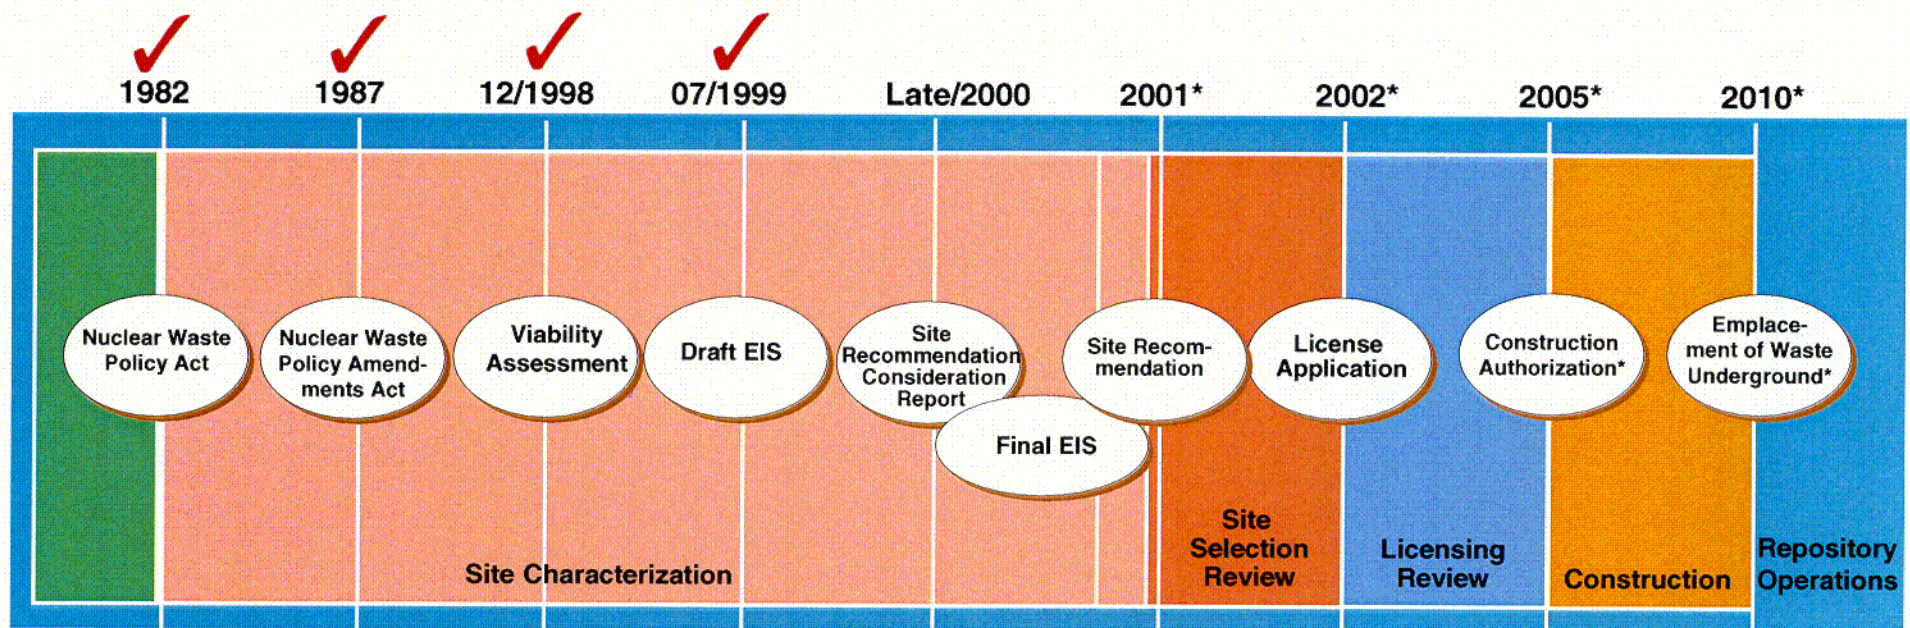 1982 1987 12/1998 07/1999 Late/2000 2001* 2002* 2005* 2010*
Nuclear Waste
Policy Act
Nuclear Waste
Policy Amend-
ments Act
Viability
Assessment
Draft EIS
Site
Recommendation
Consideration
Report
Final EIS
Site Recom-
mendation
License
Application
Construction
Authorization*
Emplace-
ment of Waste
Underground*
Site Characterization
Site
Selection
Review
Licensing
Review
Construction
Repository
Operations